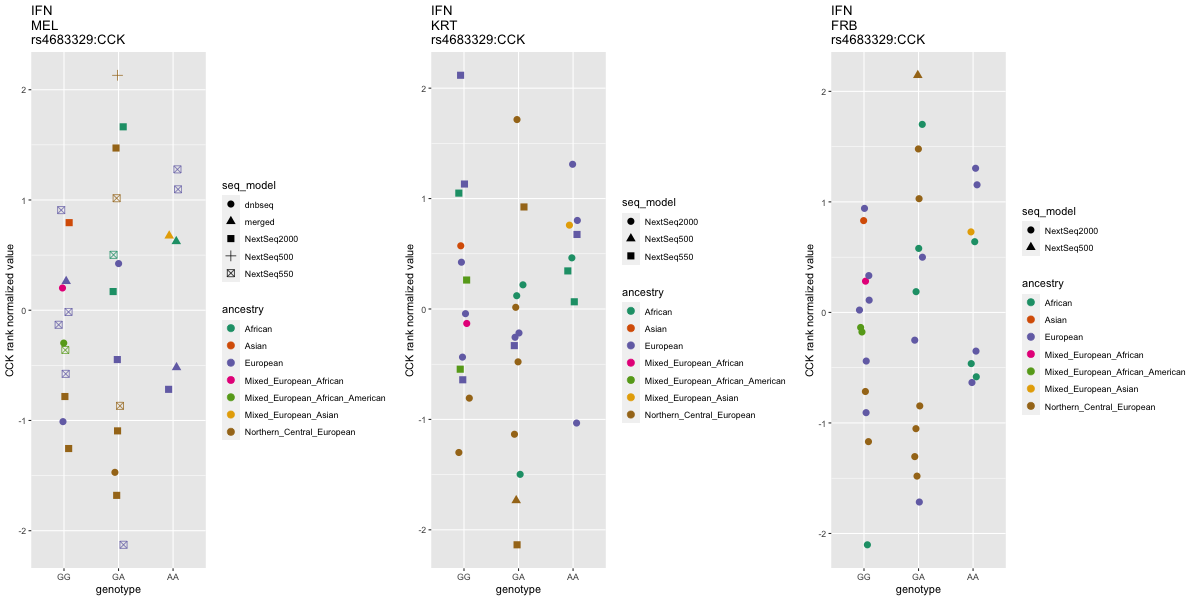 IFN
MEL
rs4683329:CCK
CCK rank normalized value
2
1
0
-1
-2
GG
GA
AA
genotype
seq_model
dnbseq
merged
NextSeq2000
NextSeq500
NextSeq550
ancestry
African
Asian
European
Mixed_European_African
Mixed_European_African_American
Mixed_European_Asian
Northern_Central_European
IFN
KRT
rs4683329:CCK
CCK rank normalized value
2
1
0
-1
-2
GG
GA
AA
genotype
seq_model
NextSeq2000
NextSeq500
NextSeq550
ancestry
African
Asian
European
Mixed_European_African
Mixed_European_African_American
Mixed_European_Asian
Northern_Central_European
IFN
FRB
rs4683329:CCK
CCK rank normalized value
2
1
0
-1
-2
GG
GA
AA
genotype
seq_model
NextSeq2000
NextSeq500
ancestry
African
Asian
European
Mixed_European_African
Mixed_European_African_American
Mixed_European_Asian
Northern_Central_European